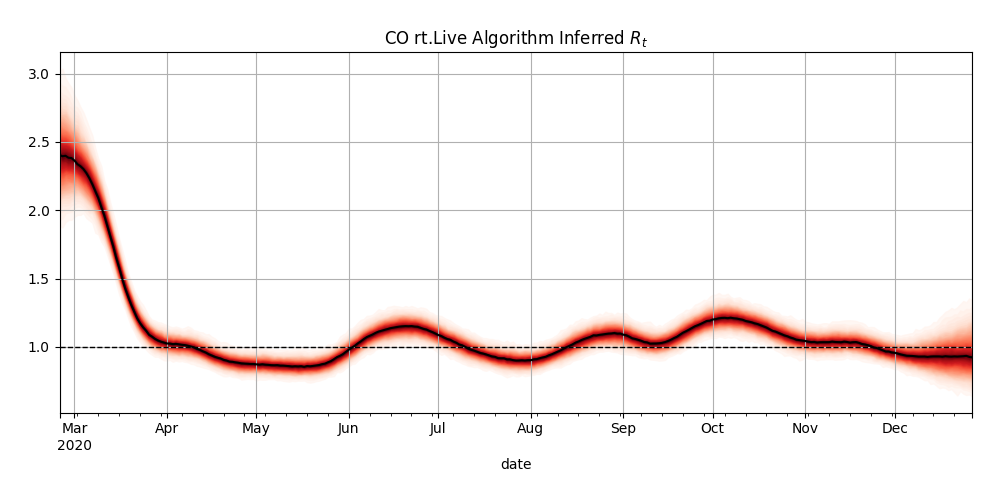 CO rt.Live Algorithm Inferred $R_t$
3.0
2.5
2.0
1.5
1.0
Mar Apr May Jun Jul Aug Sep Oct Nov Dec
2020
date